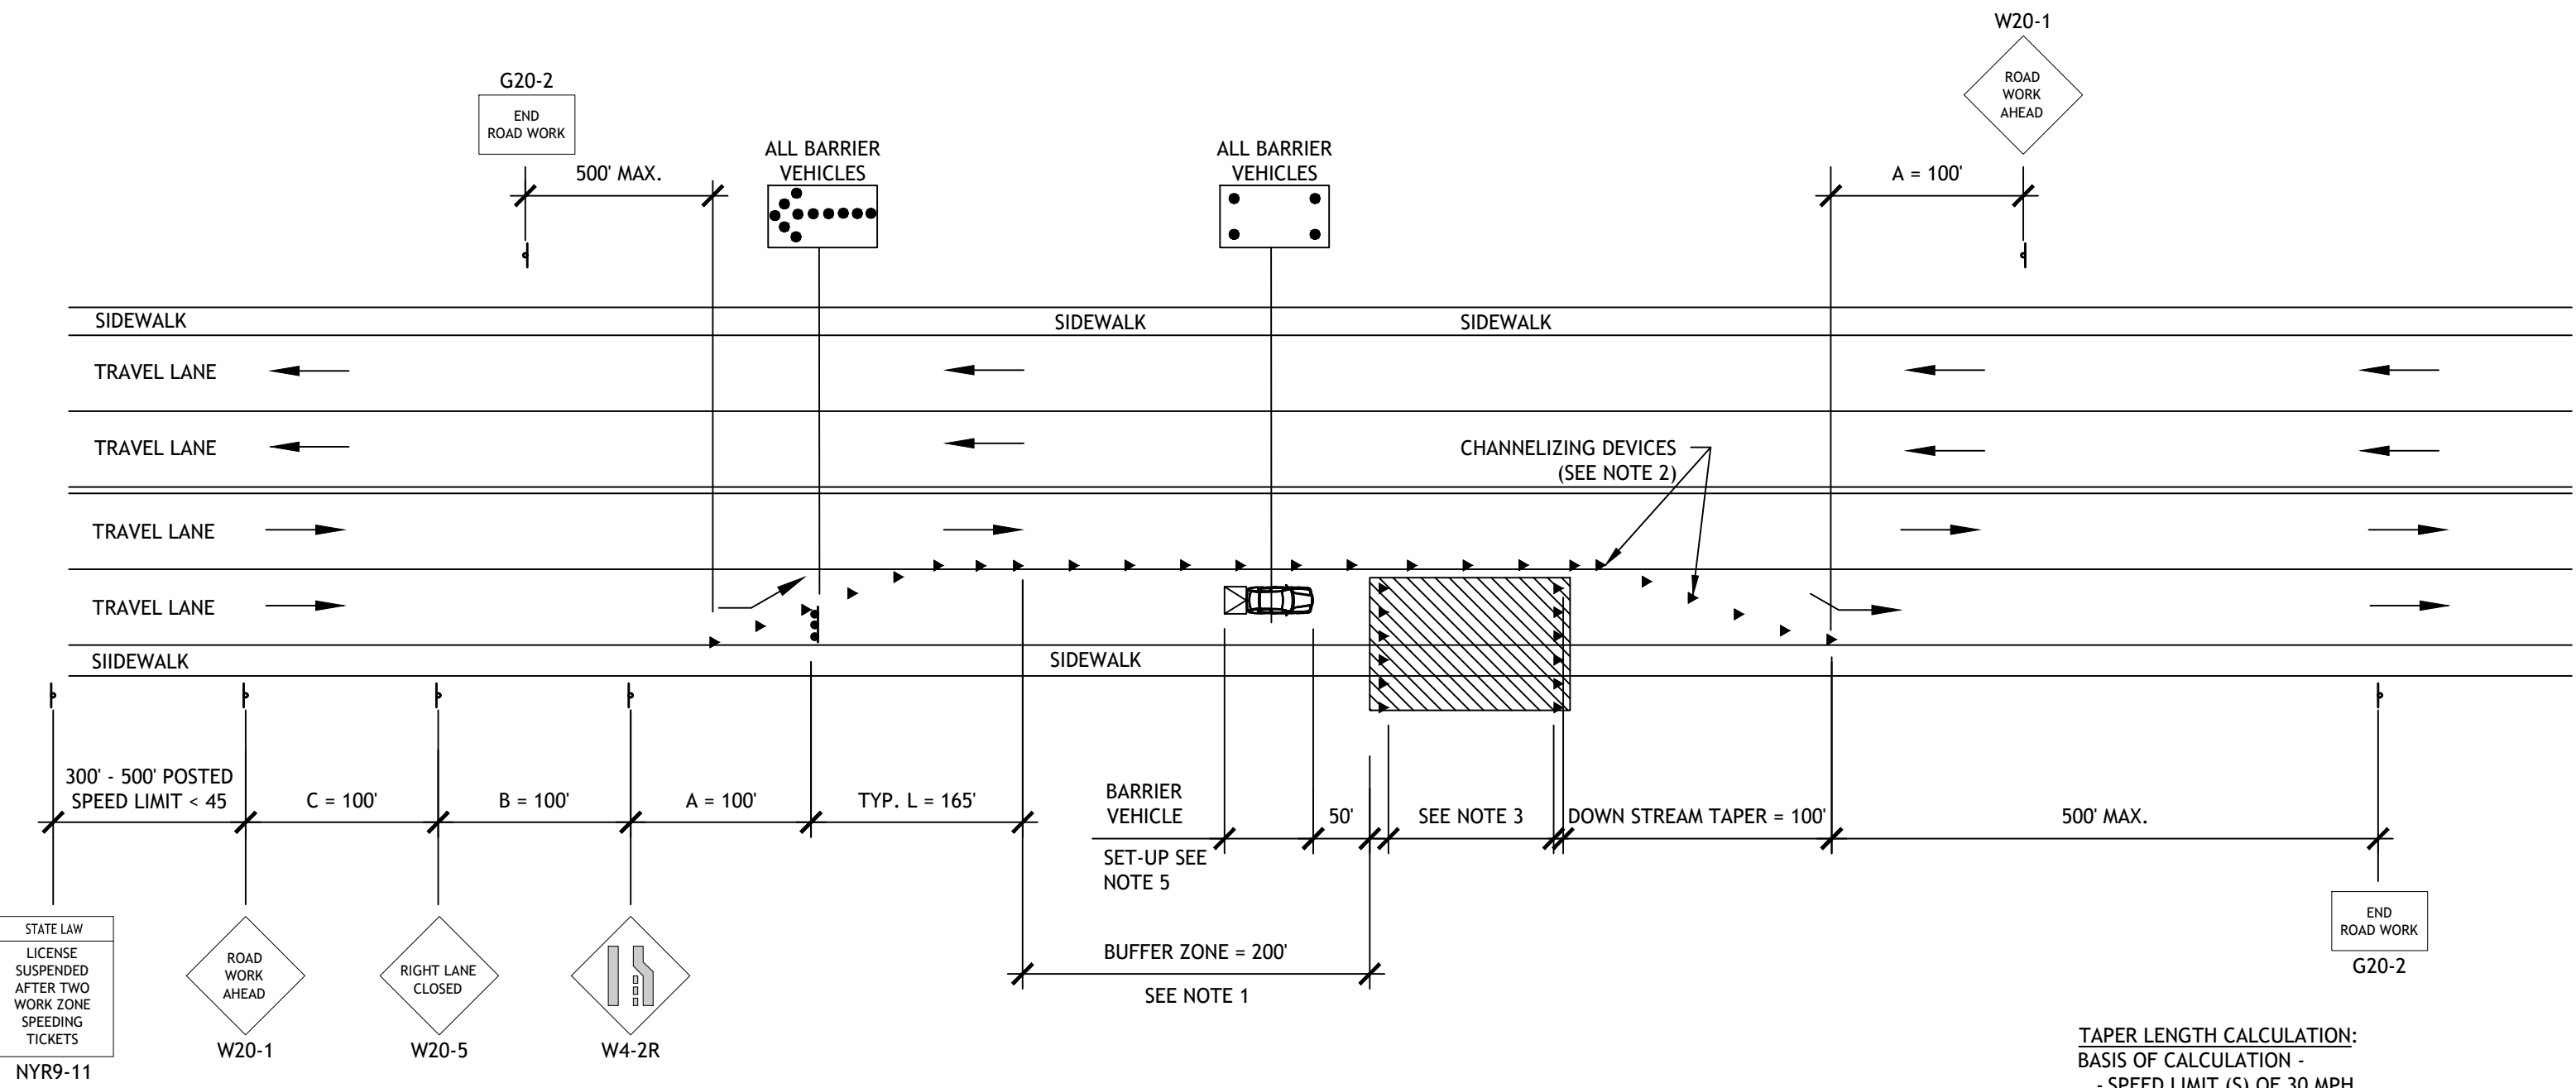 W20-1
ROAD
WORK
AHEAD
G20-2
END
ROAD WORK
500' MAX.
ALL BARRIER
VEHICLES
ALL BARRIER
VEHICLES
A = 100'
SIDEWALK
SIDEWALK
SIDEWALK
TRAVEL LANE
TRAVEL LANE
CHANNELIZING DEVICES
(SEE NOTE 2)
TRAVEL LANE
TRAVEL LANE
SIIDEWALK
SIDEWALK
300' - 500' POSTED
SPEED LIMIT < 45
C = 100'
B = 100'
A = 100'
TYP. L = 165'
BARRIER
VEHICLE
SET-UP SEE
NOTE 5
50'
SEE NOTE 3
DOWN STREAM TAPER = 100'
500' MAX.
BUFFER ZONE = 200'
SEE NOTE 1
STATE LAW
LICENSE
SUSPENDED
AFTER TWO
WORK ZONE
SPEEDING
TICKETS
NYR9-11
ROAD
WORK
AHEAD
W20-1
RIGHT LANE
CLOSED
W20-5
W4-2R
END
ROAD WORK
G20-2
TAPER LENGTH CALCULATION:
BASIS OF CALCULATION -
- SPEED LIMIT (S) OF 30 MPH